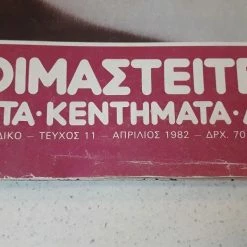 ΟΙΜΑΣΤΕΙΤΕ
ΤΑ·ΚΕΝΤΗΜΑΤΑ·
ΔΙΚΟ — ΤΕΥΧΟΣ 11 — ΑΠΡΙΛΙΟΣ 1982 — ΔΡΧ. 70